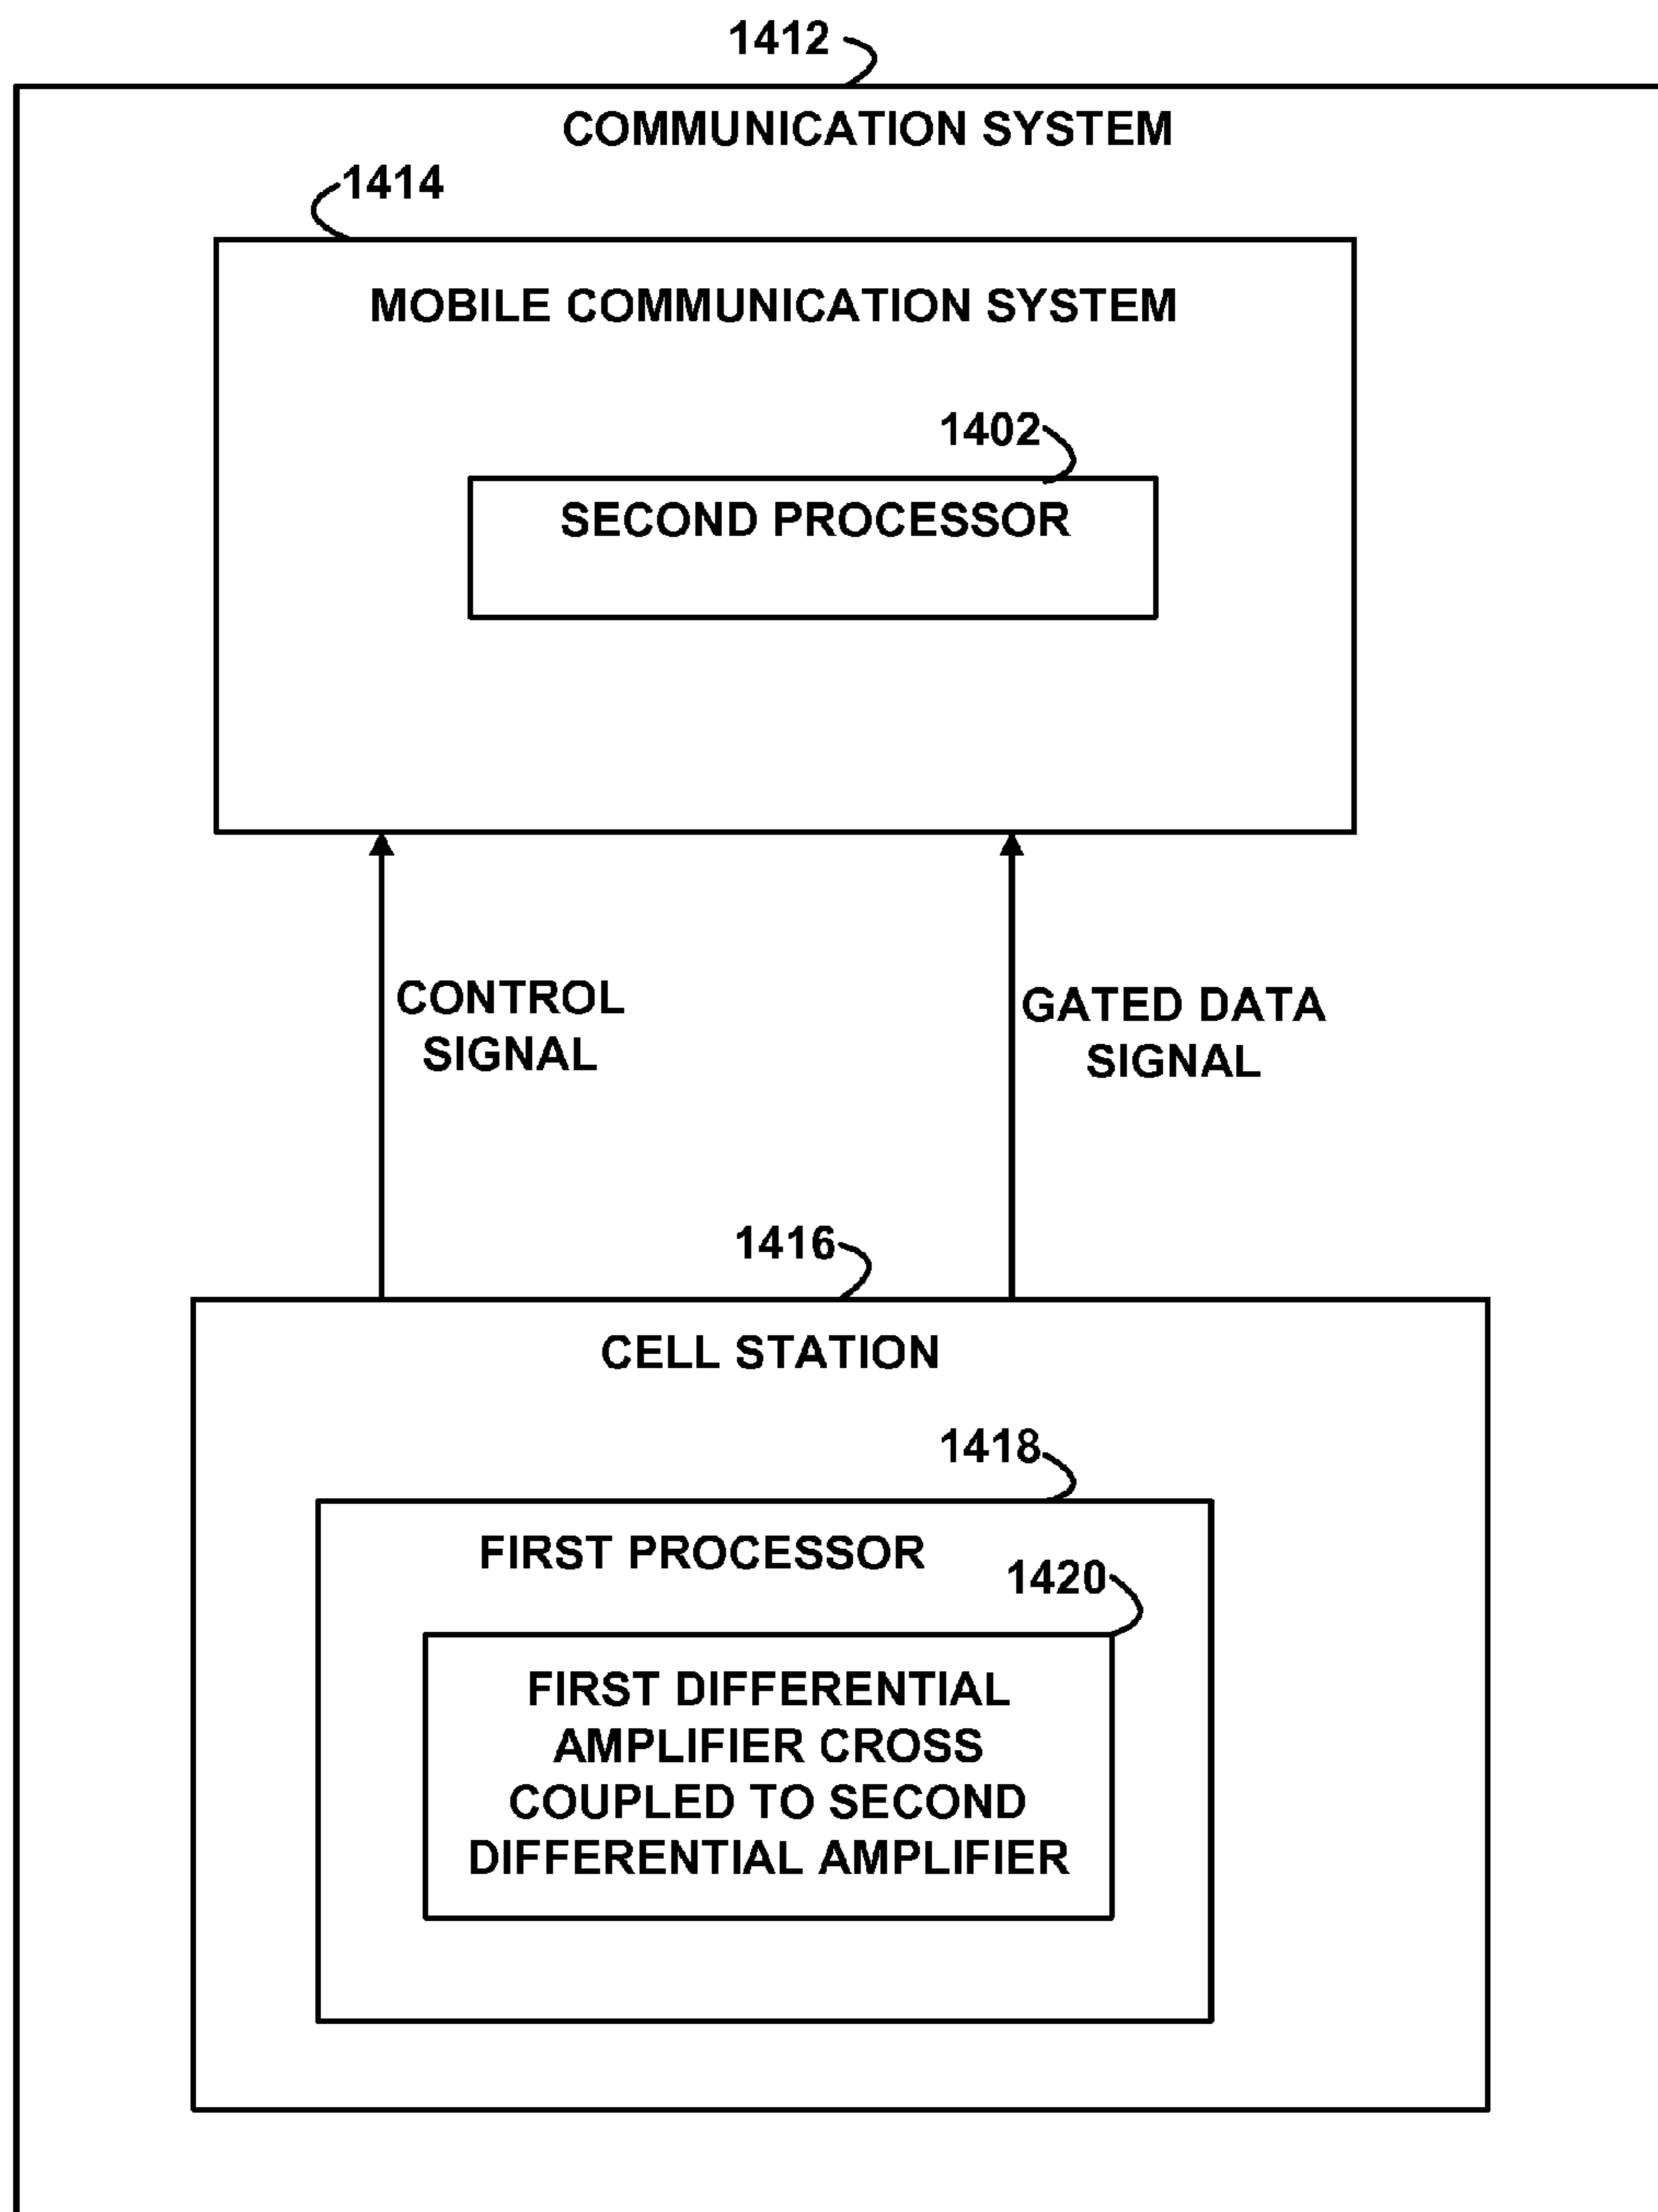 1412
COMMUNICATION SYSTEM
1414
MOBILE COMMUNICATION SYSTEM
1402
SECOND PROCESSOR
CONTROL
SIGNAL
GATED DATA
SIGNAL
1416
CELL STATION
1418
FIRST PROCESSOR
1420
FIRST DIFFERENTIAL
AMPLIFIER CROSS
COUPLED TO SECOND
DIFFERENTIAL AMPLIFIER